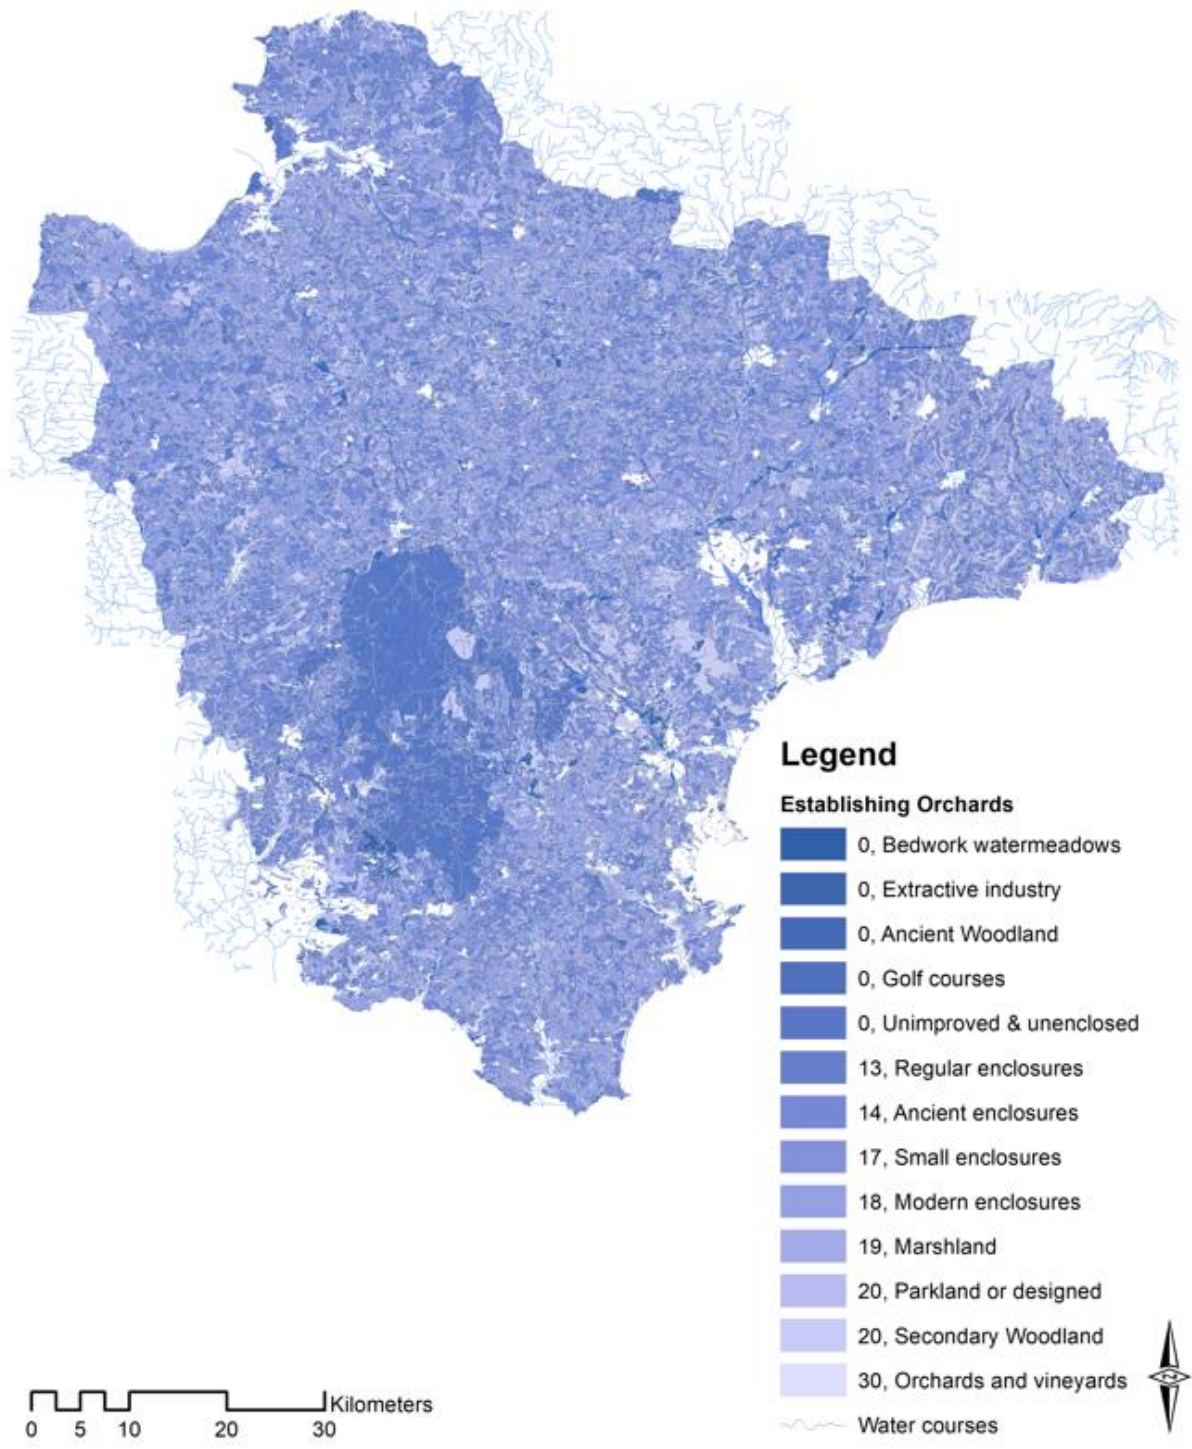 Legend
Establishing Orchards
0, Bedwork watermeadows
0, Extractive industry
0, Ancient Woodland
0, Golf courses
0, Unimproved & unenclosed
13, Regular enclosures
14, Ancient enclosures
17, Small enclosures
18, Modern enclosures
19, Marshland
20, Parkland or designed
20, Secondary Woodland
30, Orchards and vineyards
Water courses
Kilometers
0 5 10 20 30
N